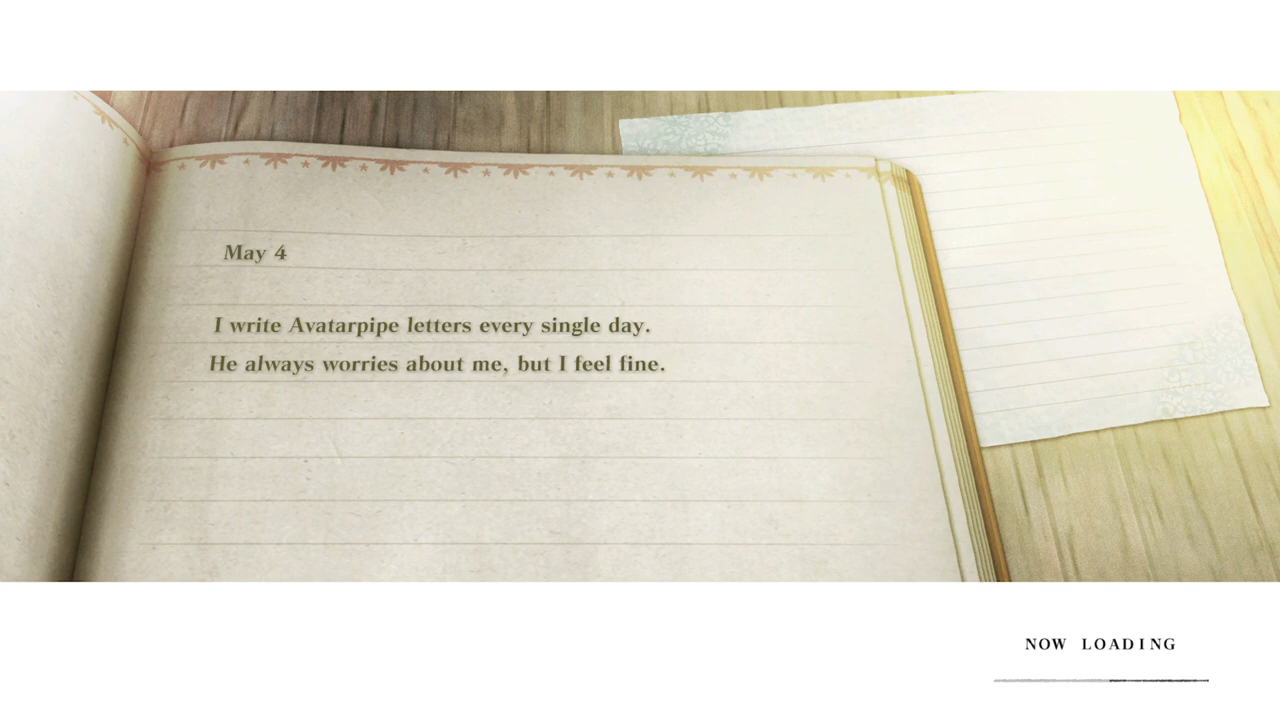 May 4
I write Avatarpipe letters every single day.
He always worries about me, but I feel fine.
NOW LOADING